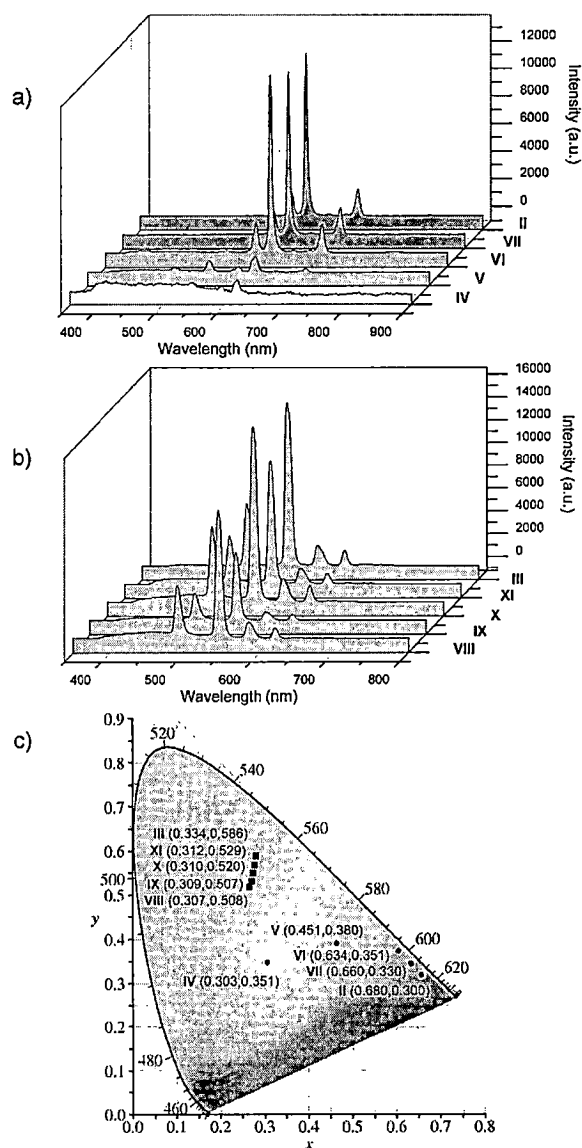 a)
12000
10000
8000
6000
4000
2000
0
Intensity (a.u.)
II
VII
VI
V
IV
400 500 600 700 800 900
Wavelength (nm)
b)
16000
14000
12000
10000
8000
6000
4000
2000
0
Intensity (a.u.)
III
XI
X
IX
VIII
400 500 600 700 800
Wavelength (nm)
c)
0.9
0.8
0.7
0.6
0.5
0.4
0.3
0.2
0.1
0.0
y
520
540
560
580
600
620
500
480
460
III (0.334,0.586)
XI (0.312,0.529)
X (0.310,0.520)
IX (0.309,0.507)
VIII (0.307,0.508)
V (0.451,0.380)
VI (0.634,0.351)
VII (0.660,0.330)
II (0.680,0.300)
IV (0.303,0.351)
0.0 0.1 0.2 0.3 0.4 0.5 0.6 0.7 0.8
x